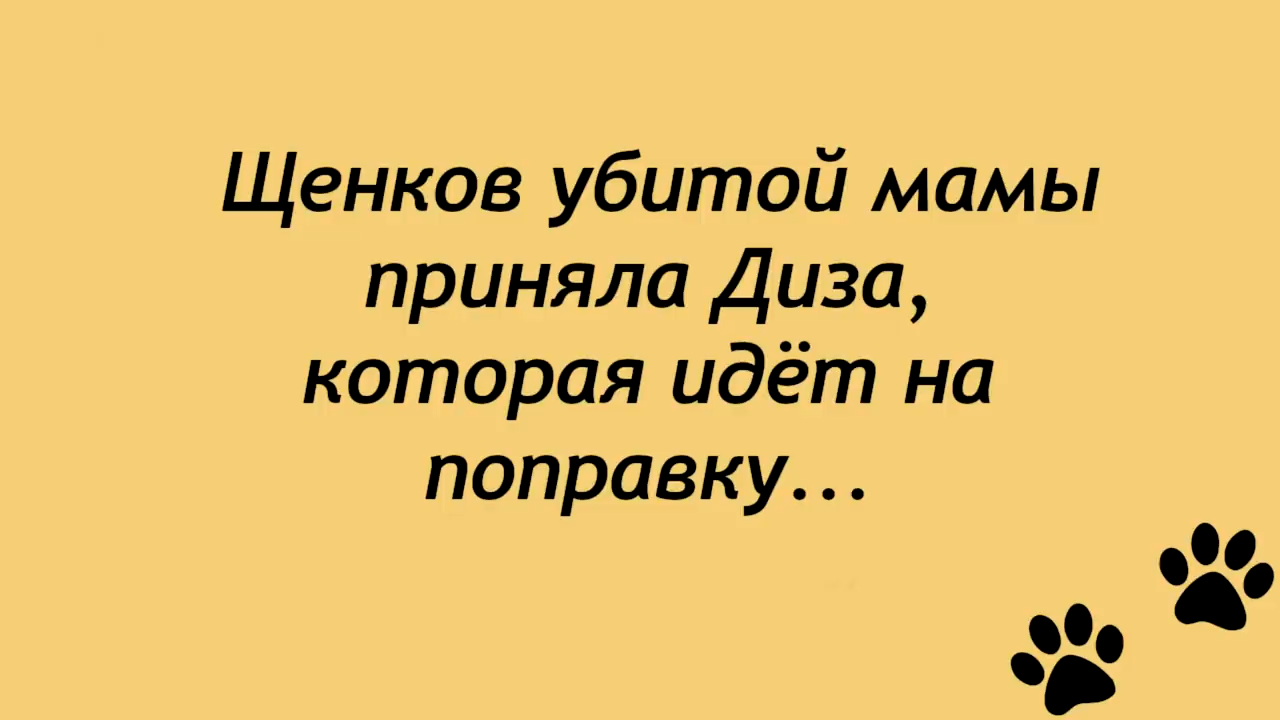 Щенков убитой мамы
приняла Диза,
которая идёт на
поправку...